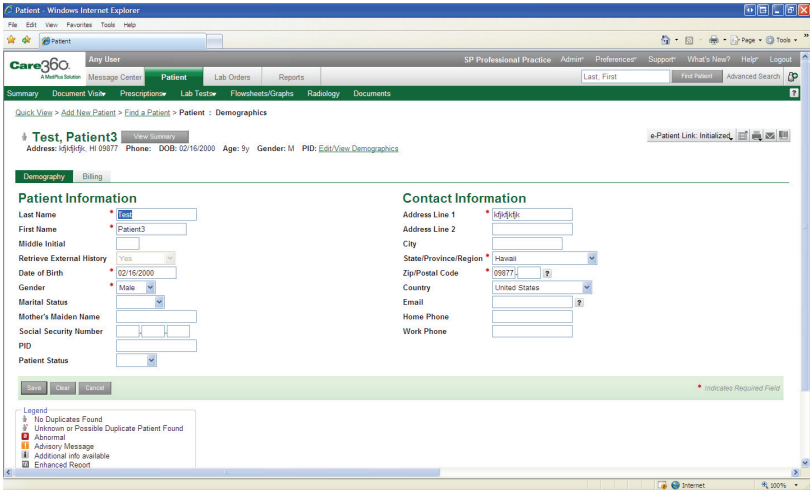 Patient - Windows Internet Explorer
File Edit View Favorites Tools Help
Patient
Page Tools
Care360
A MedPlus Solution
Any User
SP Professional Practice Admin Preferences Support What's New? Help Logout
Message Center Patient Lab Orders Reports
Last, First Find Patient Advanced Search
Summary Document Visit Prescriptions Lab Tests Flowsheets/Graphs Radiology Documents ?
Quick View > Add New Patient > Find a Patient > Patient : Demographics
Test, Patient3 View Summary
e-Patient Link: Initialized
Address: kfjkfjkfjk, HI 09877 Phone: DOB: 02/16/2000 Age: 9y Gender: M PID: Edit/View Demographics
Demography Billing
Patient Information
Last Name * Test
First Name * Patient3
Middle Initial
Retrieve External History Yes
Date of Birth * 02/16/2000
Gender * Male
Marital Status
Mother's Maiden Name
Social Security Number - -
PID
Patient Status
Contact Information
Address Line 1 * kfjkfjkfjk
Address Line 2
City
State/Province/Region * Hawaii
Zip/Postal Code * 09877 - ?
Country United States
Email ?
Home Phone
Work Phone
Save Clear Cancel
* Indicates Required Field
Legend
No Duplicates Found
Unknown or Possible Duplicate Patient Found
Abnormal
Advisory Message
Additional info available
Enhanced Report
Internet 100%